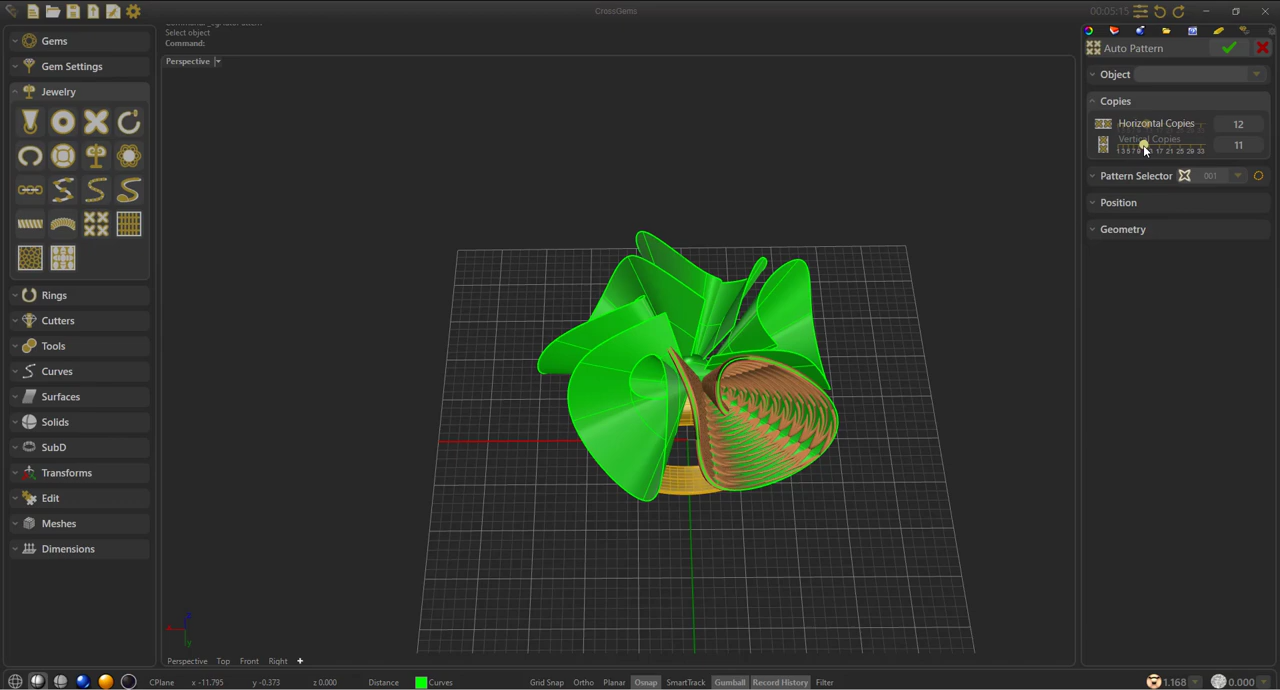 CrossGems
00:05:15
Select object
Command:
Gems
Gem Settings
Jewelry
Rings
Cutters
Tools
Curves
Surfaces
Solids
SubD
Transforms
Edit
Meshes
Dimensions
Perspective
Auto Pattern
Object
Copies
Horizontal Copies 12
Vertical Copies 11
Pattern Selector 001
Position
Geometry
Perspective Top Front Right
CPlane x -11.795 y -0.373 z 0.000 Distance Curves Grid Snap Ortho Planar Osnap SmartTrack Gumball Record History Filter 1.168 0.000